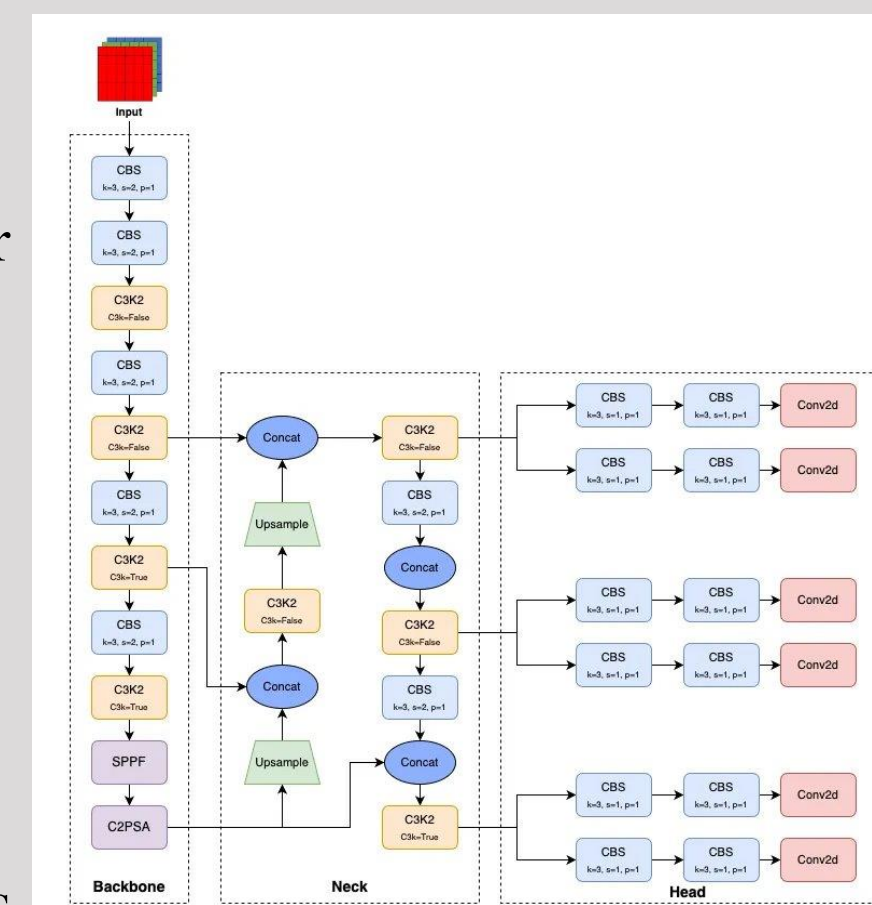 Input
CBS
k=3, s=2, p=1
CBS
k=3, s=2, p=1
C3K2
C3k=False
CBS
k=3, s=2, p=1
C3K2
C3k=False
CBS
k=3, s=2, p=1
C3K2
C3k=True
CBS
k=3, s=2, p=1
C3K2
C3k=True
SPPF
C2PSA
Backbone
Concat
Upsample
C3K2
C3k=False
Concat
Upsample
C3K2
C3k=False
CBS
k=3, s=2, p=1
Concat
C3K2
C3k=False
CBS
k=3, s=2, p=1
Concat
C3K2
C3k=True
Neck
CBS
k=3, s=1, p=1
CBS
k=3, s=1, p=1
Conv2d
CBS
k=3, s=1, p=1
CBS
k=3, s=1, p=1
Conv2d
CBS
k=3, s=1, p=1
CBS
k=3, s=1, p=1
Conv2d
CBS
k=3, s=1, p=1
CBS
k=3, s=1, p=1
Conv2d
CBS
k=3, s=1, p=1
CBS
k=3, s=1, p=1
Conv2d
CBS
k=3, s=1, p=1
CBS
k=3, s=1, p=1
Conv2d
Head